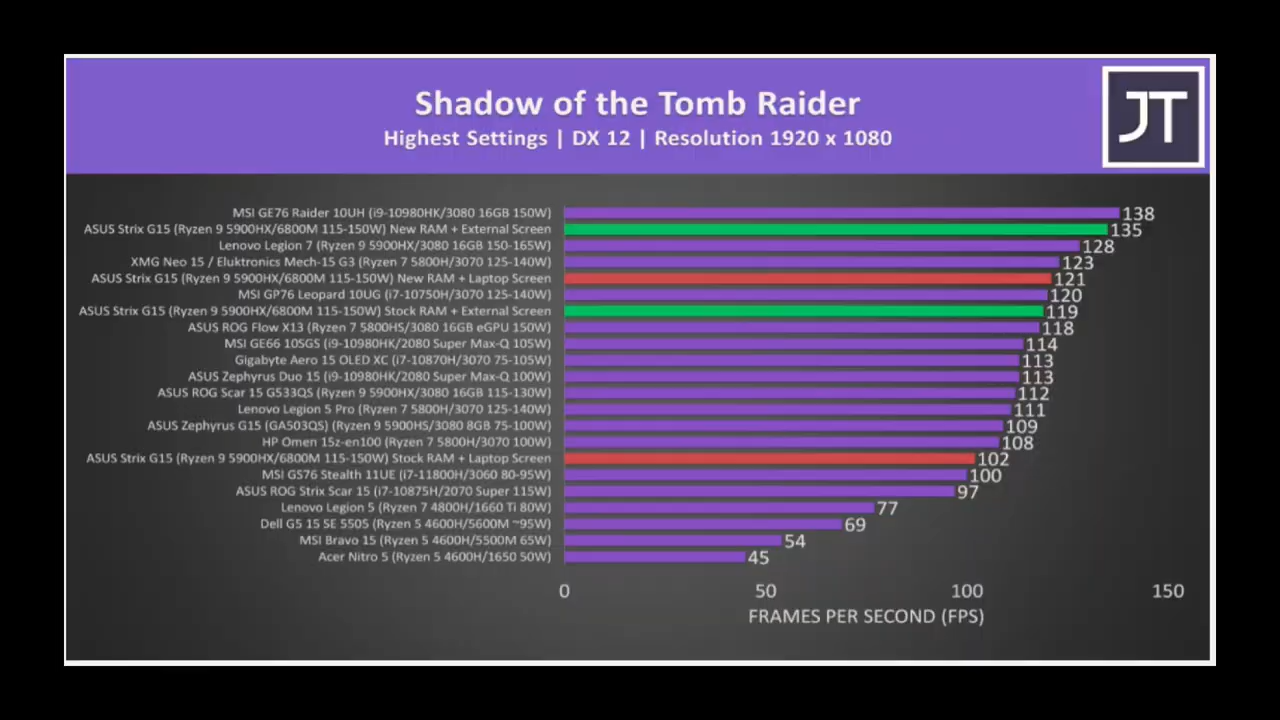 Shadow of the Tomb Raider
Highest Settings | DX 12 | Resolution 1920 x 1080
JT
MSI GE76 Raider 10UH (i9-10980HK/3080 16GB 150W) 138
ASUS Strix G15 (Ryzen 9 5900HX/6800M 115-150W) New RAM + External Screen 135
Lenovo Legion 7 (Ryzen 9 5900HX/3080 16GB 150-165W) 128
XMG Neo 15 / Eluktronics Mech-15 G3 (Ryzen 7 5800H/3070 125-140W) 123
ASUS Strix G15 (Ryzen 9 5900HX/6800M 115-150W) New RAM + Laptop Screen 121
MSI GP76 Leopard 10UG (i7-10750H/3070 125-140W) 120
ASUS Strix G15 (Ryzen 9 5900HX/6800M 115-150W) Stock RAM + External Screen 119
ASUS ROG Flow X13 (Ryzen 7 5800HS/3080 16GB eGPU 150W) 118
MSI GE66 10SGS (i9-10980HK/2080 Super Max-Q 105W) 114
Gigabyte Aero 15 OLED XC (i7-10870H/3070 75-105W) 113
ASUS Zephyrus Duo 15 (i9-10980HK/2080 Super Max-Q 100W) 113
ASUS ROG Scar 15 G533QS (Ryzen 9 5900HX/3080 16GB 115-130W) 112
Lenovo Legion 5 Pro (Ryzen 7 5800H/3070 125-140W) 111
ASUS Zephyrus G15 (GA503QS) (Ryzen 9 5900HS/3080 8GB 75-100W) 109
HP Omen 15z-en100 (Ryzen 7 5800H/3070 100W) 108
ASUS Strix G15 (Ryzen 9 5900HX/6800M 115-150W) Stock RAM + Laptop Screen 102
MSI GS76 Stealth 11UE (i7-11800H/3060 80-95W) 100
ASUS ROG Strix Scar 15 (i7-10875H/2070 Super 115W) 97
Lenovo Legion 5 (Ryzen 7 4800H/1660 Ti 80W) 77
Dell G5 15 SE 5505 (Ryzen 5 4600H/5600M ~95W) 69
MSI Bravo 15 (Ryzen 5 4600H/5500M 65W) 54
Acer Nitro 5 (Ryzen 5 4600H/1650 50W) 45
0 50 100 150
FRAMES PER SECOND (FPS)